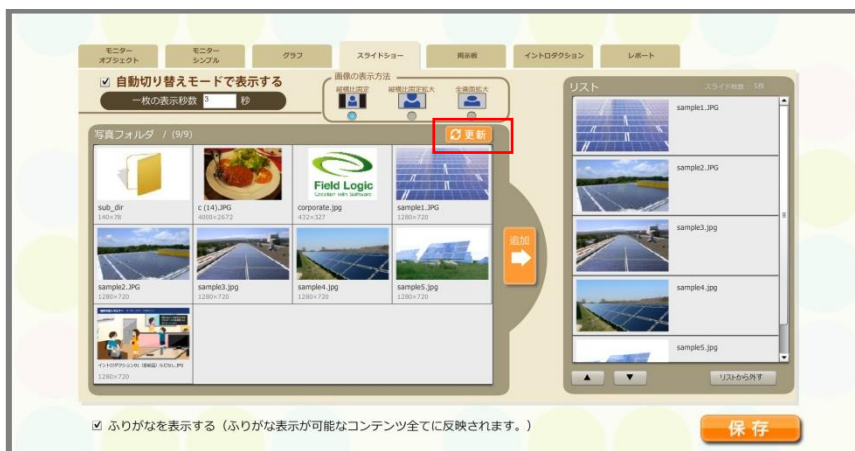 モニター
オブジェクト
モニター
シンプル
グラフ
スライドショー
掲示板
イントロダクション
レポート
自動切り替えモードで表示する
一枚の表示秒数 3 秒
画像の表示方法
縦横比固定
縦横比固定拡大
全画面拡大
写真フォルダ / (9/9)
更新
sub_dir
140×78
c (14).JPG
4000×2672
Field Logic
corporate.jpg
432×327
sample1.JPG
1280×720
sample2.JPG
1280×720
sample3.jpg
1280×720
sample4.jpg
1280×720
sample5.jpg
1280×720
1280×720
追加
リスト
スライド枚数：5枚
sample1.JPG
sample2.JPG
sample3.jpg
sample4.jpg
sample5.jpg
▲
▼
リストから外す
ふりがなを表示する（ふりがな表示が可能なコンテンツ全てに反映されます。）
保存